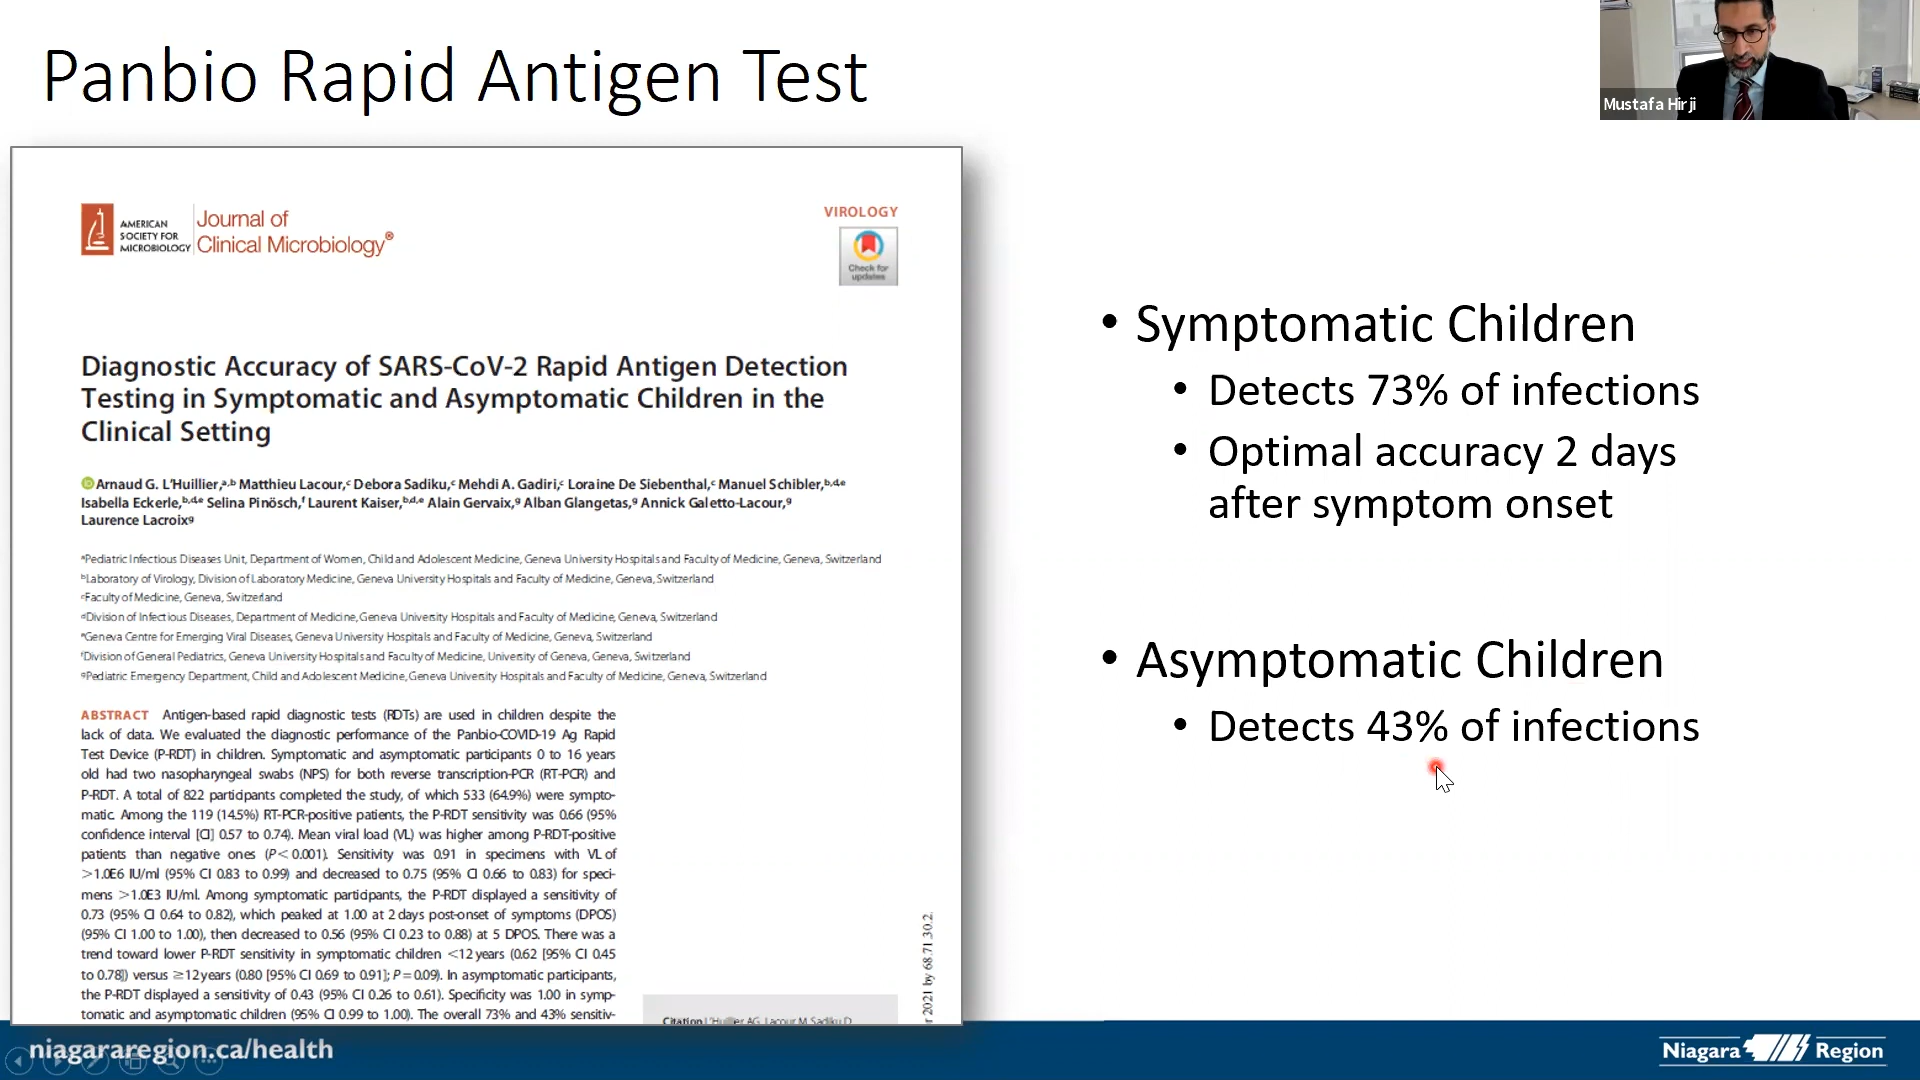 Panbio Rapid Antigen Test
Mustafa Hirji
AMERICAN
SOCIETY FOR
MICROBIOLOGY
Journal of
Clinical Microbiology®
VIROLOGY
Check for
updates
Diagnostic Accuracy of SARS-CoV-2 Rapid Antigen Detection
Testing in Symptomatic and Asymptomatic Children in the
Clinical Setting
Arnaud G. L'Huillier,a,b Matthieu Lacour,c Debora Sadiku,c Mehdi A. Gadiri,c Loraine De Siebenthal,c Manuel Schibler,b,d,e
Isabella Eckerle,b,d,e Selina Pinösch,f Laurent Kaiser,b,d,e Alain Gervaix,g Alban Glangetas,g Annick Galetto-Lacour,g
Laurence Lacroixg
aPediatric Infectious Diseases Unit, Department of Women, Child and Adolescent Medicine, Geneva University Hospitals and Faculty of Medicine, Geneva, Switzerland
bLaboratory of Virology, Division of Laboratory Medicine, Geneva University Hospitals and Faculty of Medicine, Geneva, Switzerland
cFaculty of Medicine, Geneva, Switzerland
dDivision of Infectious Diseases, Department of Medicine, Geneva University Hospitals and Faculty of Medicine, Geneva, Switzerland
eGeneva Centre for Emerging Viral Diseases, Geneva University Hospitals and Faculty of Medicine, Geneva, Switzerland
fDivision of General Pediatrics, Geneva University Hospitals and Faculty of Medicine, University of Geneva, Geneva, Switzerland
gPediatric Emergency Department, Child and Adolescent Medicine, Geneva University Hospitals and Faculty of Medicine, Geneva, Switzerland
ABSTRACT Antigen-based rapid diagnostic tests (RDTs) are used in children despite the
lack of data. We evaluated the diagnostic performance of the Panbio-COVID-19 Ag Rapid
Test Device (P-RDT) in children. Symptomatic and asymptomatic participants 0 to 16 years
old had two nasopharyngeal swabs (NPS) for both reverse transcription-PCR (RT-PCR) and
P-RDT. A total of 822 participants completed the study, of which 533 (64.9%) were sympto-
matic. Among the 119 (14.5%) RT-PCR-positive patients, the P-RDT sensitivity was 0.66 (95%
confidence interval [CI] 0.57 to 0.74). Mean viral load (VL) was higher among P-RDT-positive
patients than negative ones (P < 0.001). Sensitivity was 0.91 in specimens with VL of
>1.0E6 IU/ml (95% CI 0.83 to 0.99) and decreased to 0.75 (95% CI 0.66 to 0.83) for speci-
mens >1.0E3 IU/ml. Among symptomatic participants, the P-RDT displayed a sensitivity of
0.73 (95% CI 0.64 to 0.82), which peaked at 1.00 at 2 days post-onset of symptoms (DPOS)
(95% CI 1.00 to 1.00), then decreased to 0.56 (95% CI 0.23 to 0.88) at 5 DPOS. There was a
trend toward lower P-RDT sensitivity in symptomatic children <12 years (0.62 [95% CI 0.45
to 0.78]) versus ≥12 years (0.80 [95% CI 0.69 to 0.91]; P = 0.09). In asymptomatic participants,
the P-RDT displayed a sensitivity of 0.43 (95% CI 0.26 to 0.61). Specificity was 1.00 in symp-
tomatic and asymptomatic children (95% CI 0.99 to 1.00). The overall 73% and 43% sensitiv-
Citation L'Huillier AG, Lacour M, Sadiku D,
r 2021 by 68.71.30.2.
• Symptomatic Children
• Detects 73% of infections
• Optimal accuracy 2 days
after symptom onset
• Asymptomatic Children
• Detects 43% of infections
niagararegion.ca/health
Niagara Region